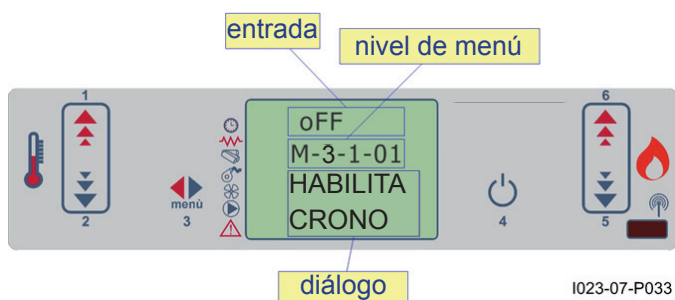 entrada
nivel de menú
1
6
oFF
M-3-1-01
HABILITA
CRONO
menù
2
3
4
5
diálogo
I023-07-P033